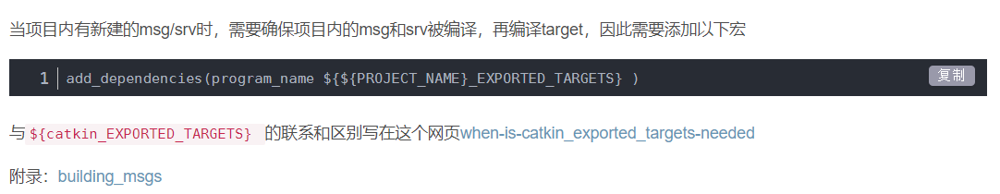 当项目内有新建的msg/srv时，需要确保项目内的msg和srv被编译，再编译target，因此需要添加以下宏
1 add_dependencies(program_name ${${PROJECT_NAME}_EXPORTED_TARGETS} )
复制
与${catkin_EXPORTED_TARGETS} 的联系和区别写在这个网页when-is-catkin_exported_targets-needed
附录：building_msgs